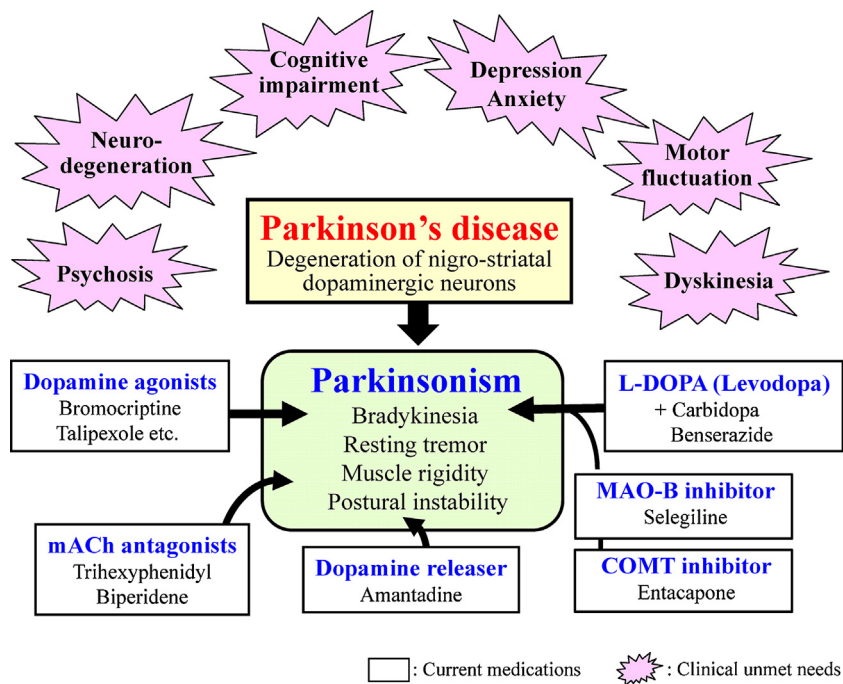 Cognitive
impairment
Depression
Anxiety
Neuro-
degeneration
Motor
fluctuation
Psychosis
Dyskinesia
Parkinson's disease
Degeneration of nigro-striatal
dopaminergic neurons
Parkinsonism
Bradykinesia
Resting tremor
Muscle rigidity
Postural instability
Dopamine agonists
Bromocriptine
Talipexole etc.
L-DOPA (Levodopa)
+ Carbidopa
Benserazide
MAO-B inhibitor
Selegiline
mACh antagonists
Trihexyphenidyl
Biperidene
Dopamine releaser
Amantadine
COMT inhibitor
Entacapone
: Current medications
: Clinical unmet needs